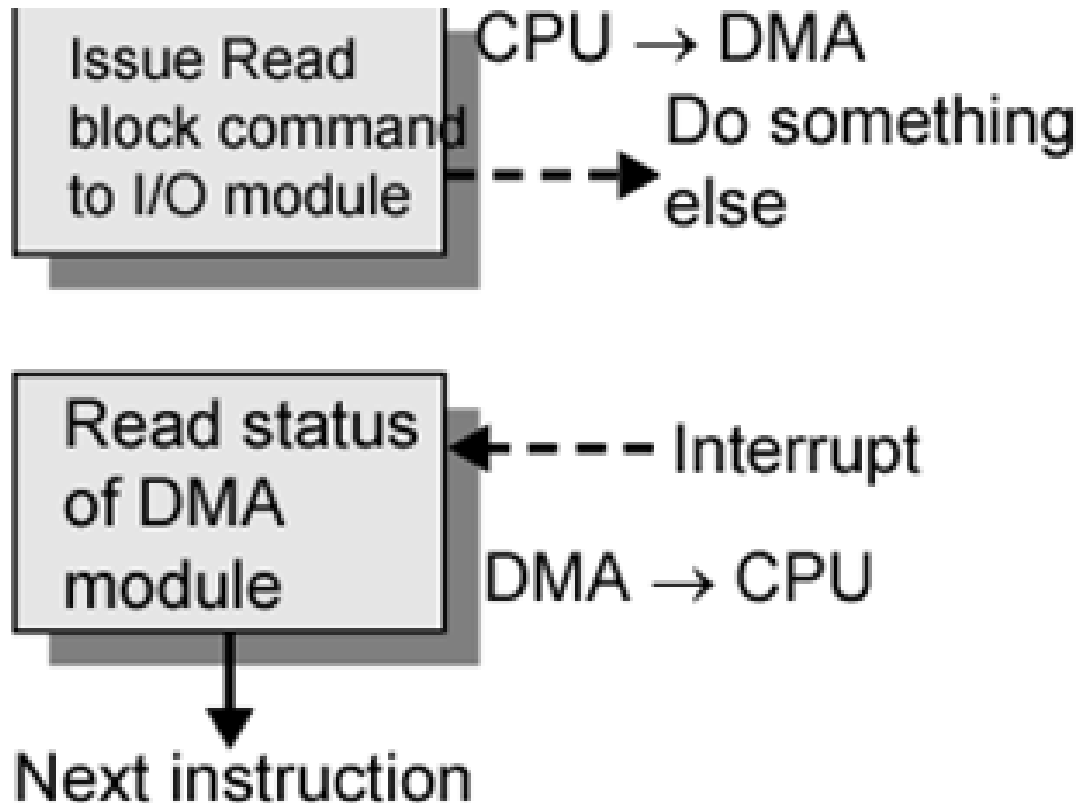 Issue Read
block command
to I/O module
CPU → DMA
Do something
else
Read status
of DMA
module
Interrupt
DMA → CPU
Next instruction